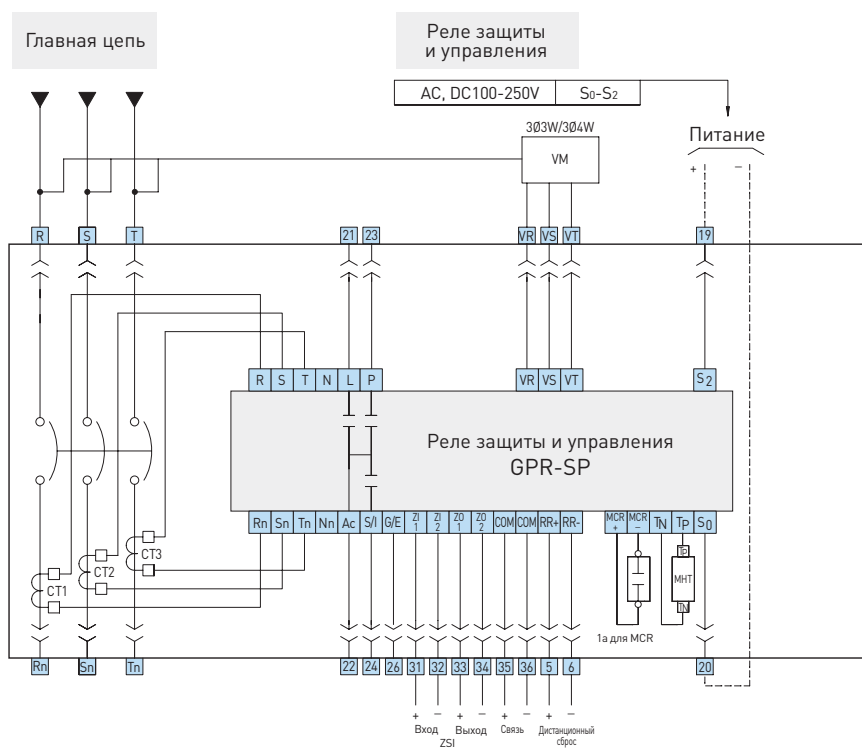 Главная цепь
Реле защиты
и управления
AC, DC100-250V S0-S2
3Ø3W/3Ø4W
VM
Питание
+ −
R S T 21 23 VR VS VT 19
R S T N L P VR VS VT S2
Реле защиты и управления
GPR-SP
Rn Sn Tn Nn Ac S/I G/E ZI 1 ZI 2 ZO 1 ZO 2 COM COM RR+ RR- MCR + MCR − TN TP S0
CT1 CT2 CT3
TP
МНТ
TN
1a для MCR
Rn Sn Tn 22 24 26 31 32 33 34 35 36 5 6 20
+ − + − + − + −
Вход Выход Связь Дистанционный
сброс
ZSI